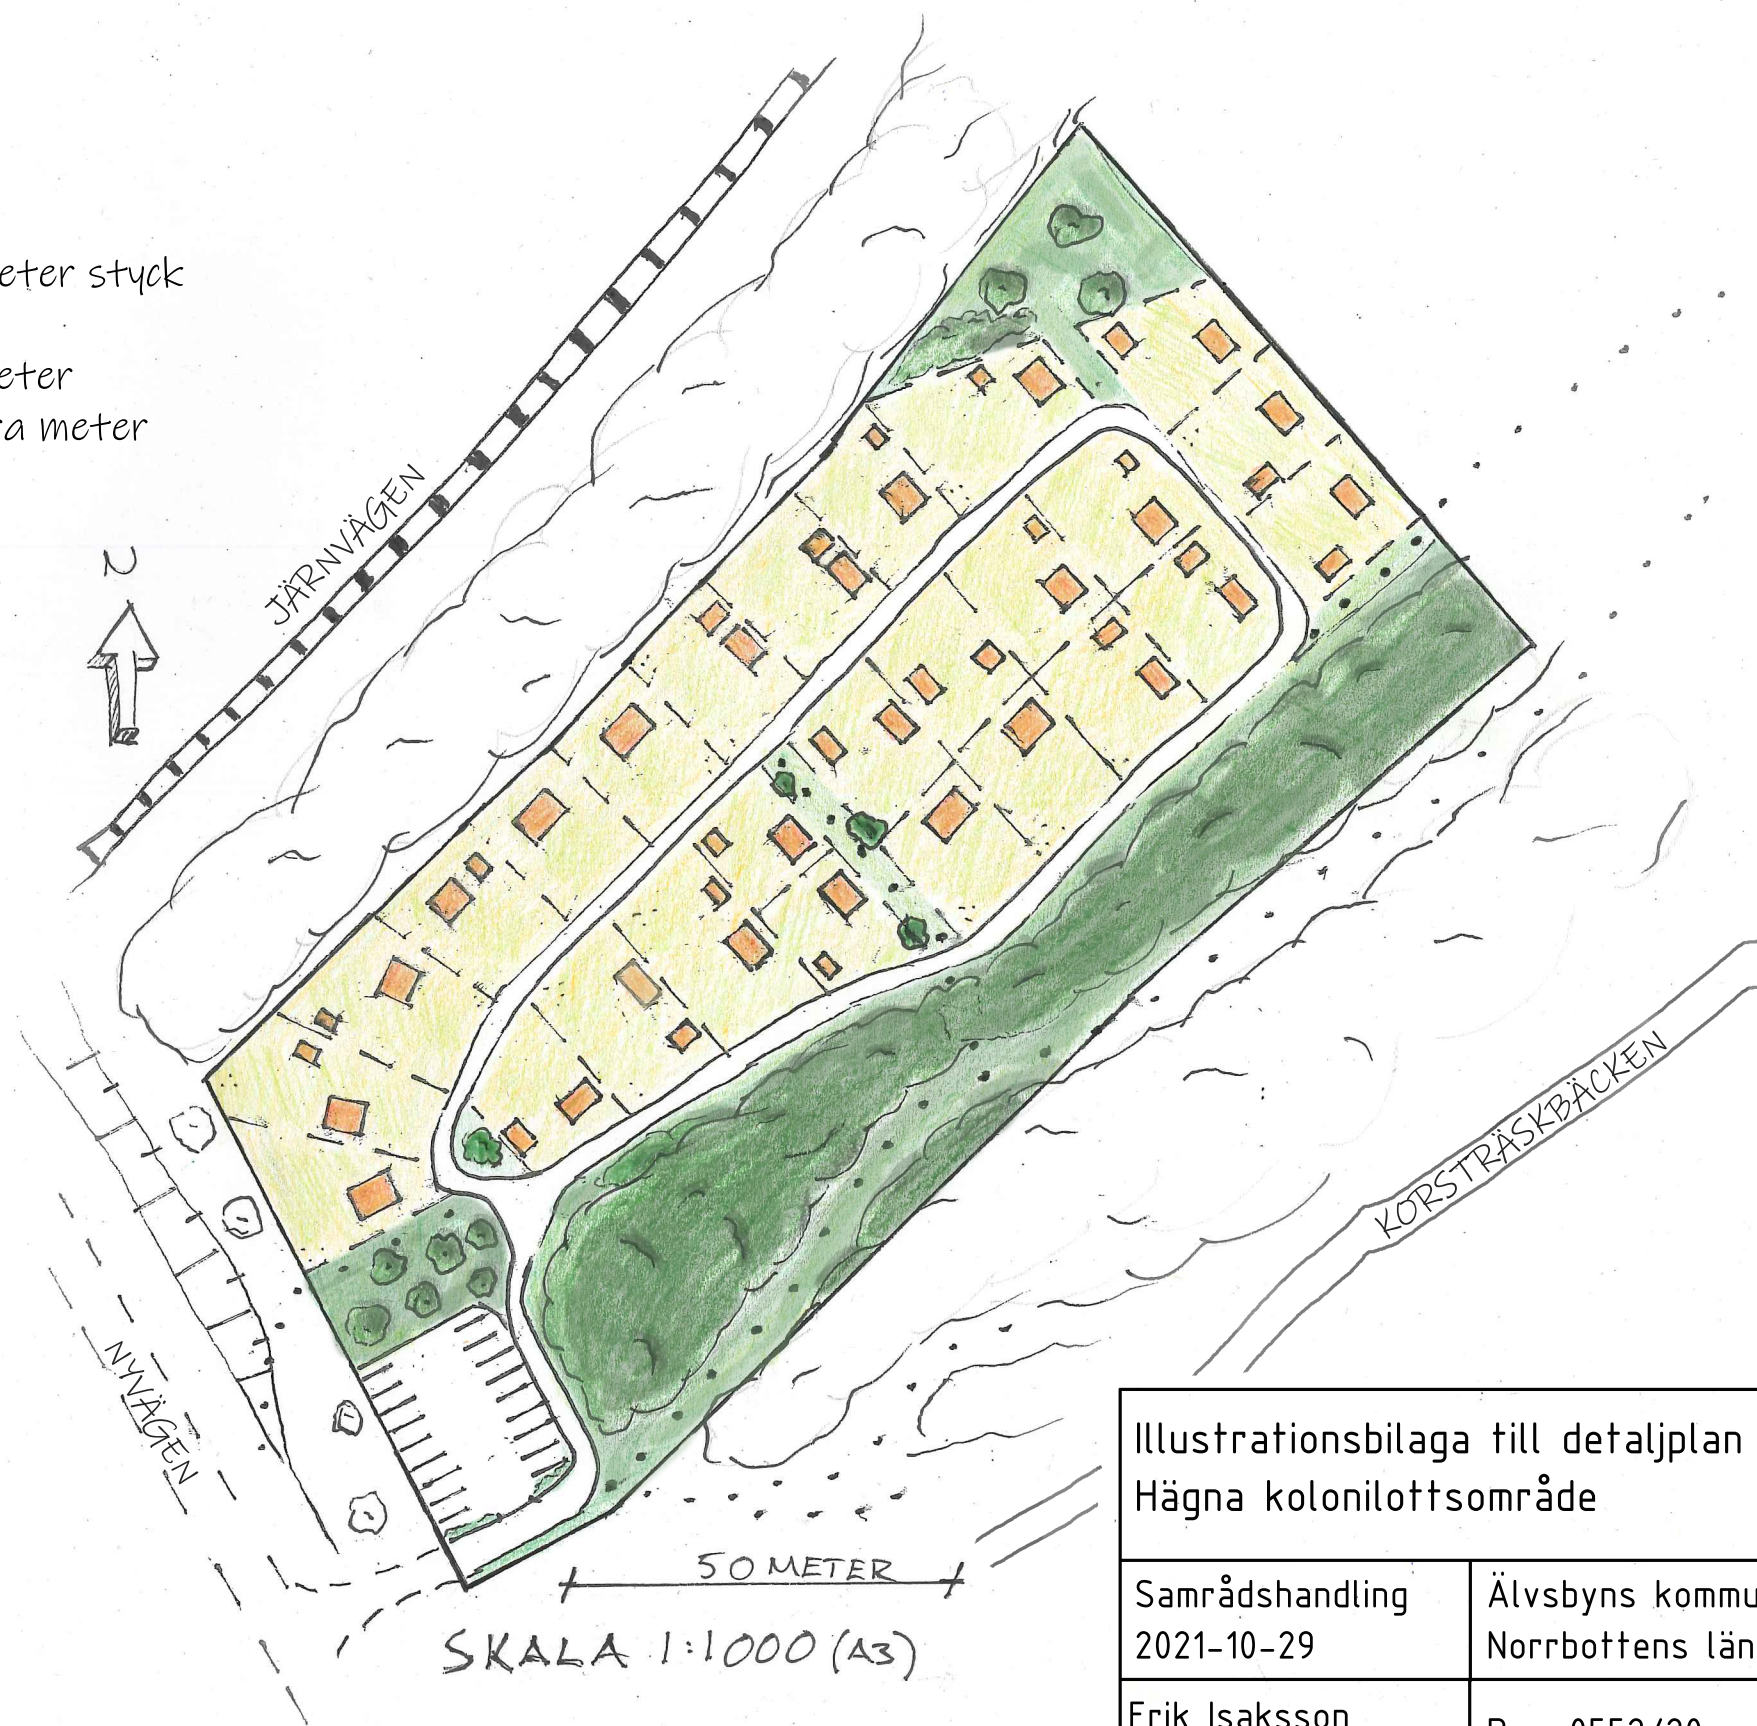 eter styck
eter
ra meter
JÄRNVÄGEN
N
NYVÄGEN
KORSTRÄSKBÄCKEN
50 METER
SKALA 1:1000 (A3)
Illustrationsbilaga till detaljplan
Hägna kolonilottsområde
Samrådshandling
2021-10-29
Älvsbyns kommu
Norrbottens län
Erik Isaksson